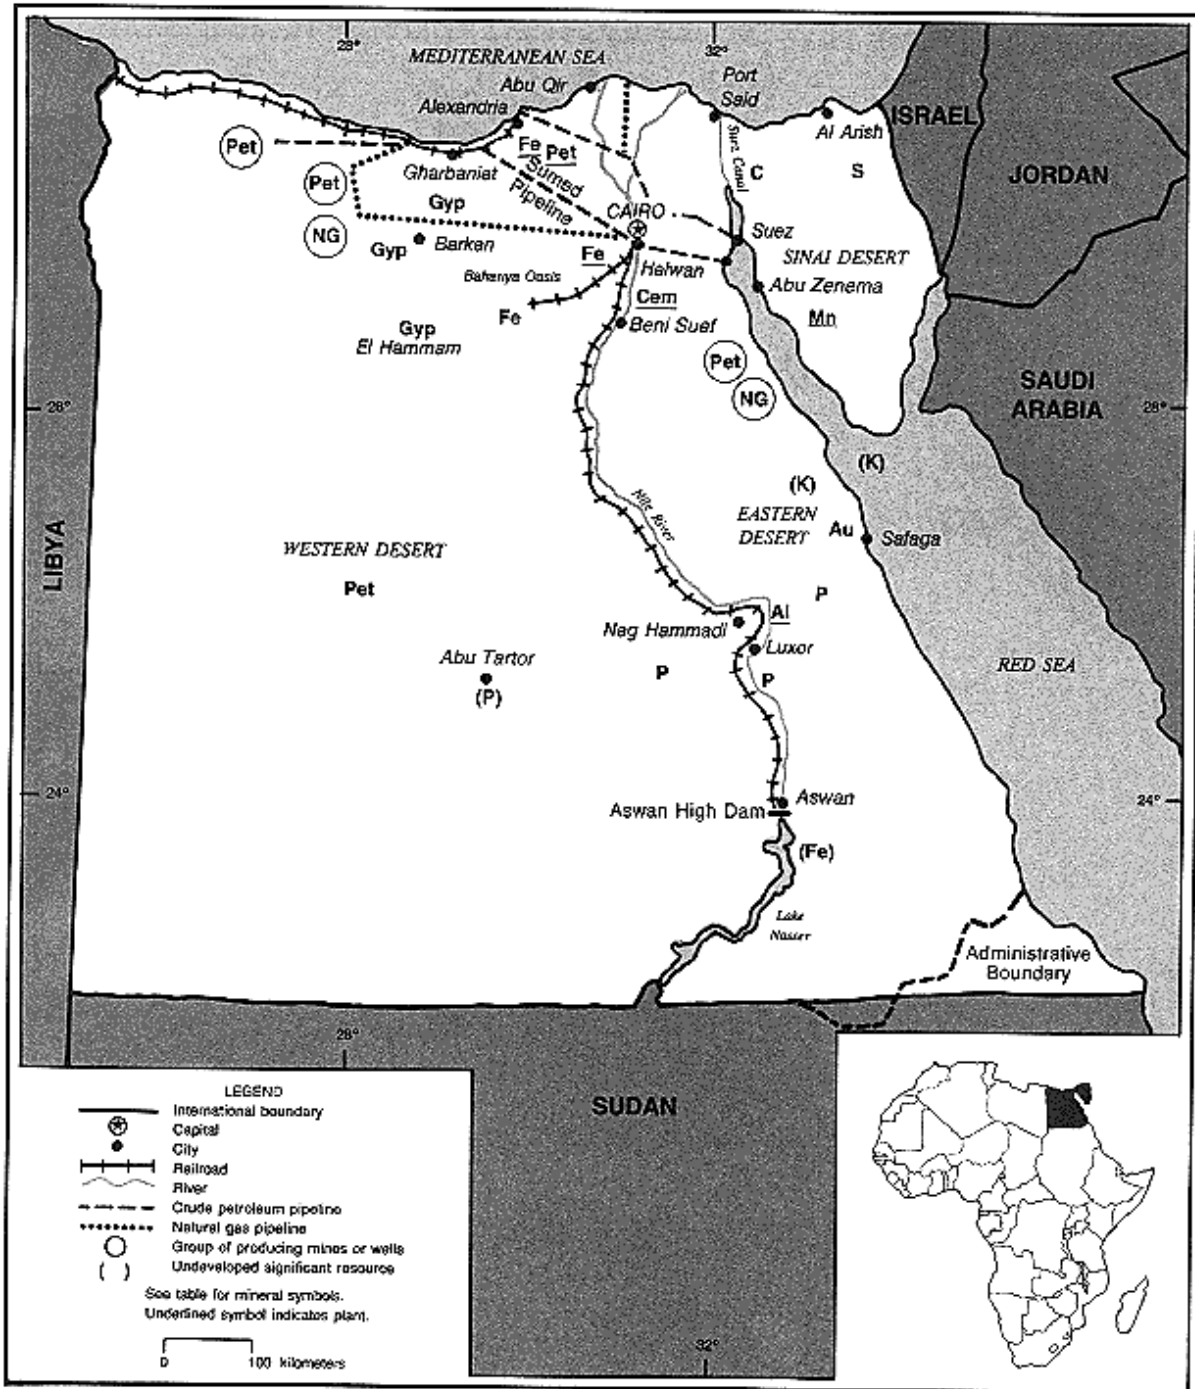 28°
32°
MEDITERRANEAN SEA
Abu Qir
Port
Said
Alexandria
ISRAEL
Al Arish
Pet
Fe Pet
Suez Canal
C
S
JORDAN
Gharbaniat
Sumed
Pipeline
Pet
Gyp
CAIRO
NG
Gyp
Barkan
Fe
Suez
SINAI DESERT
Bahariya Oasis
Helwan
Abu Zenema
Fe
Cem
Mn
Gyp
El Hammam
Beni Suef
Pet
NG
SAUDI
ARABIA
28°
28°
(K)
(K)
Nile River
EASTERN
DESERT
Au
Safaga
LIBYA
WESTERN DESERT
Pet
P
Al
Nag Hammadi
Luxor
Abu Tartor
(P)
P
P
RED SEA
24°
24°
Aswan
Aswan High Dam
(Fe)
Lake
Nasser
Administrative
Boundary
28°
SUDAN
32°
LEGEND
International boundary
Capital
City
Railroad
River
Crude petroleum pipeline
Natural gas pipeline
Group of producing mines or wells
( ) Undeveloped significant resource
See table for mineral symbols.
Underlined symbol indicates plant.
0 100 kilometers